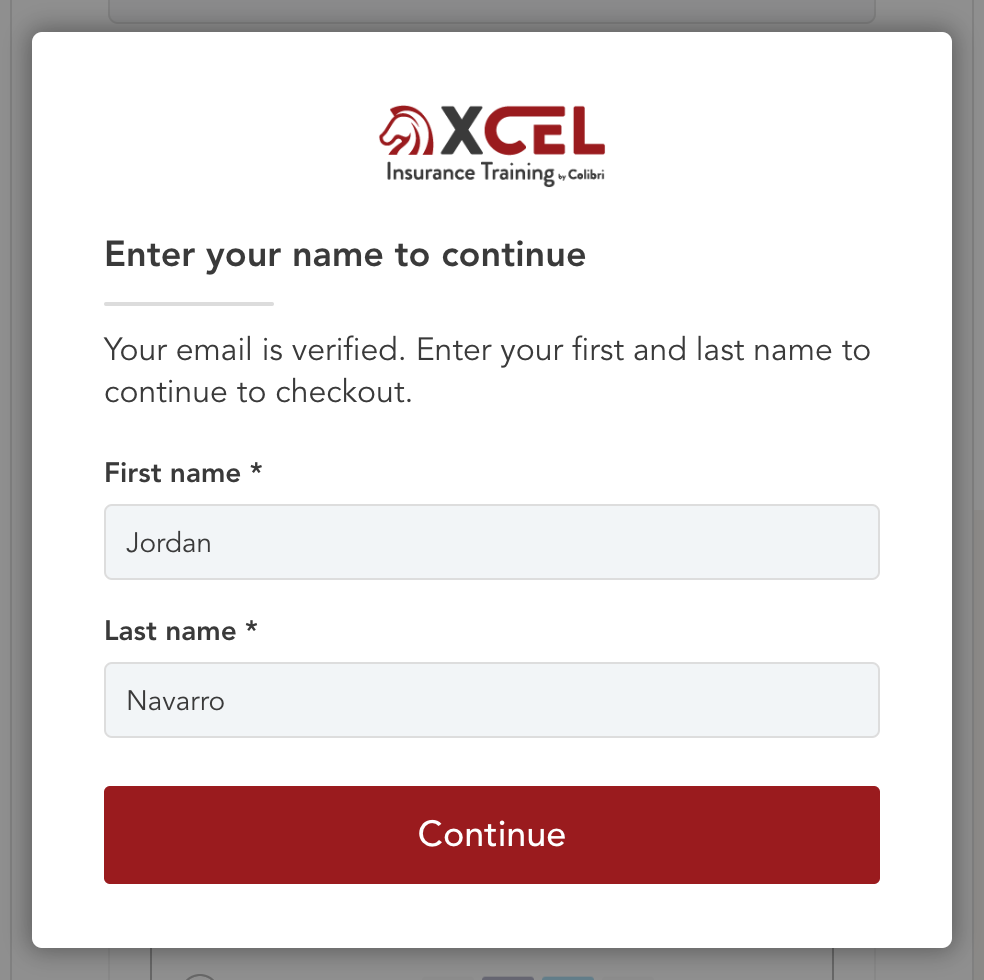 XCEL
Insurance Training by Colibri
Enter your name to continue
Your email is verified. Enter your first and last name to
continue to checkout.
First name *
Jordan
Last name *
Navarro
Continue